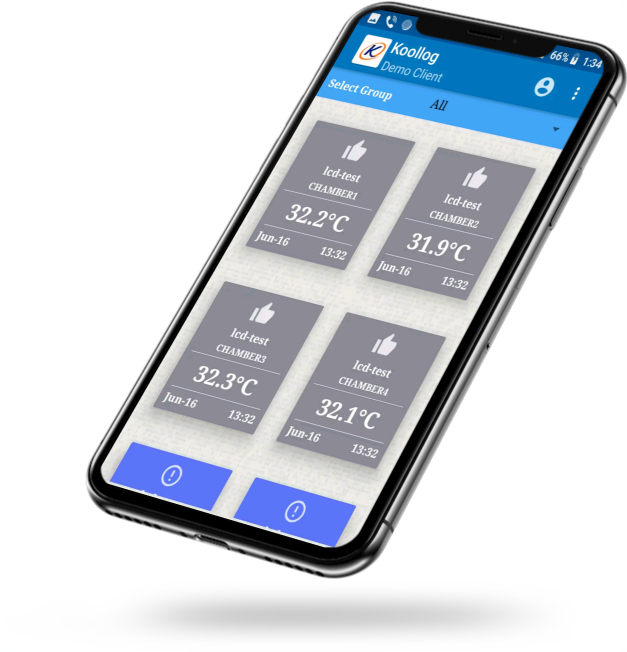 66% 1:34
K Koollog
Demo Client
Select Group All
lcd-test
CHAMBER1
32.2°C
Jun-16 13:32
lcd-test
CHAMBER2
31.9°C
Jun-16 13:32
lcd-test
CHAMBER3
32.3°C
Jun-16 13:32
lcd-test
CHAMBER4
32.1°C
Jun-16 13:32